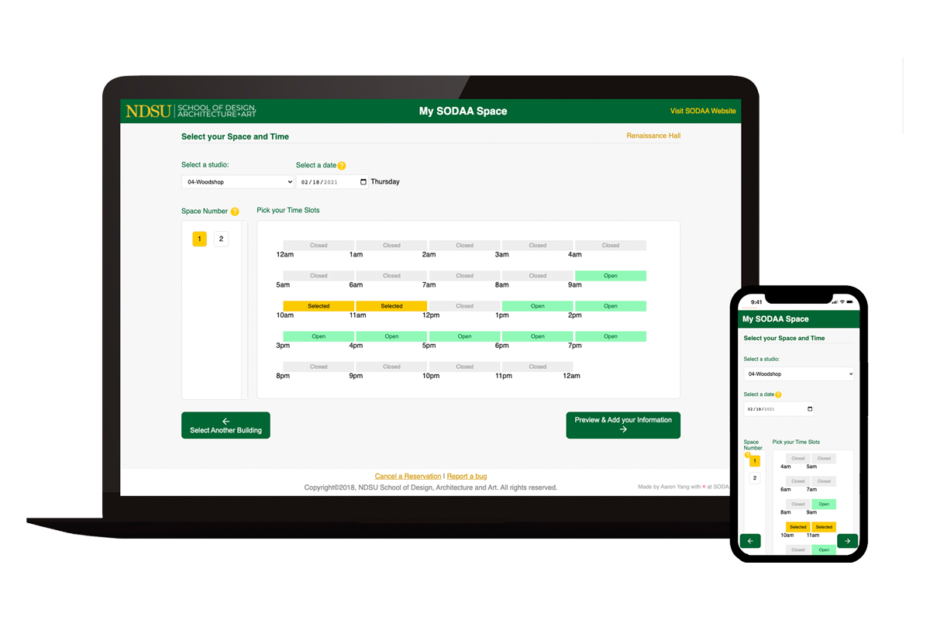 NDSU SCHOOL OF DESIGN, ARCHITECTURE+ART
My SODAA Space
Visit SODAA Website
Select your Space and Time
Renaissance Hall
Select a studio:
Select a date ?
04-Woodshop
02/18/2021
Thursday
Space Number ?
Pick your Time Slots
1 2
Closed Closed Closed Closed Closed
12am 1am 2am 3am 4am
Closed Closed Closed Closed Open
5am 6am 7am 8am 9am
Selected Selected Closed Open Open
10am 11am 12pm 1pm 2pm
Open Open Open Open Open
3pm 4pm 5pm 6pm 7pm
Closed Closed Closed Closed
8pm 9pm 10pm 11pm 12am
←
Select Another Building
Preview & Add your Information
→
Cancel a Reservation | Report a bug
Copyright©2018, NDSU School of Design, Architecture and Art. All rights reserved.
Made by Aaron Yang with ♥ at SODA
9:41
My SODAA Space
Select your Space and Time
Select a studio:
04-Woodshop
Select a date ?
02/18/2021
Space
Number
?
Pick your Time Slots
1
2
Closed Closed
4am 5am
Closed Closed
6am 7am
Closed Open
8am 9am
Selected Selected
10am 11am
Closed Open
← →